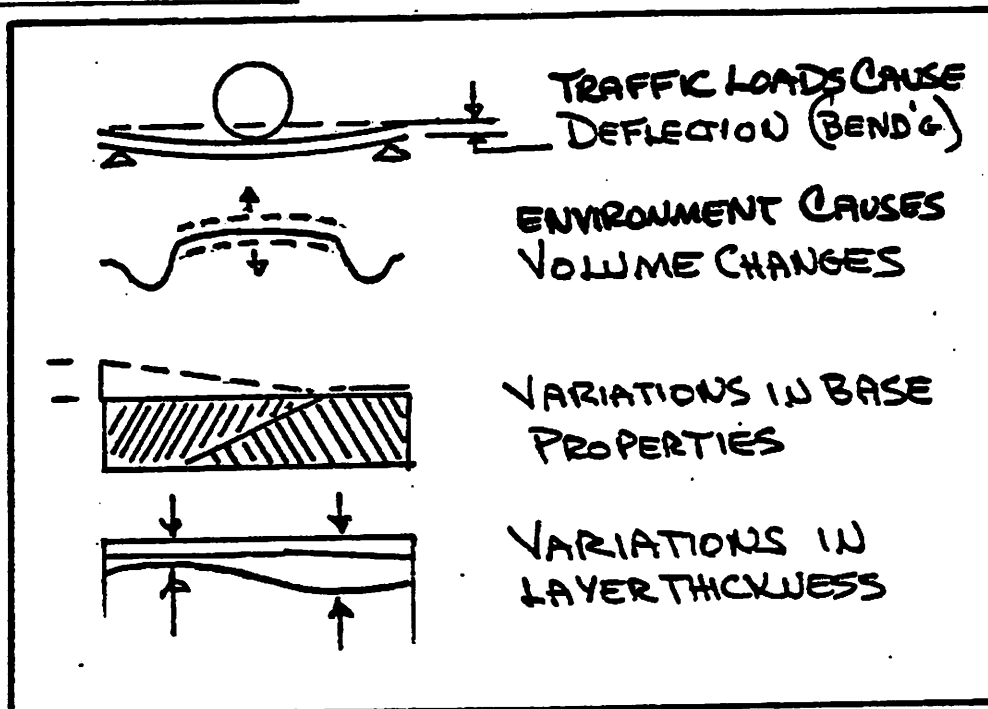 TRAFFIC LOADS CAUSE
DEFLECTION (BEND'G)
ENVIRONMENT CAUSES
VOLUME CHANGES
VARIATIONS IN BASE
PROPERTIES
VARIATIONS IN
LAYER THICKNESS